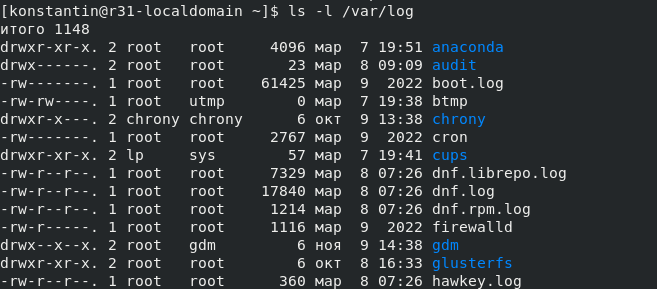 [konstantin@r31-localdomain ~]$ ls -l /var/log
итого 1148
drwxr-xr-x. 2 root   root    4096 мар  7 19:51 anaconda
drwx------. 2 root   root      23 мар  8 09:09 audit
-rw-------. 1 root   root   61425 мар  9  2022 boot.log
-rw-rw----. 1 root   utmp       0 мар  7 19:38 btmp
drwxr-x---. 2 chrony chrony     6 окт  9 13:38 chrony
-rw-------. 1 root   root    2767 мар  9  2022 cron
drwxr-xr-x. 2 lp     sys       57 мар  7 19:41 cups
-rw-r--r--. 1 root   root    7329 мар  8 07:26 dnf.librepo.log
-rw-r--r--. 1 root   root   17840 мар  8 07:26 dnf.log
-rw-r--r--. 1 root   root    1214 мар  8 07:26 dnf.rpm.log
-rw-r-----. 1 root   root    1116 мар  9  2022 firewalld
drwx--x--x. 2 root   gdm        6 ноя  9 14:38 gdm
drwxr-xr-x. 2 root   root       6 окт  8 16:33 glusterfs
-rw-r--r--. 1 root   root     360 мар  8 07:26 hawkey.log